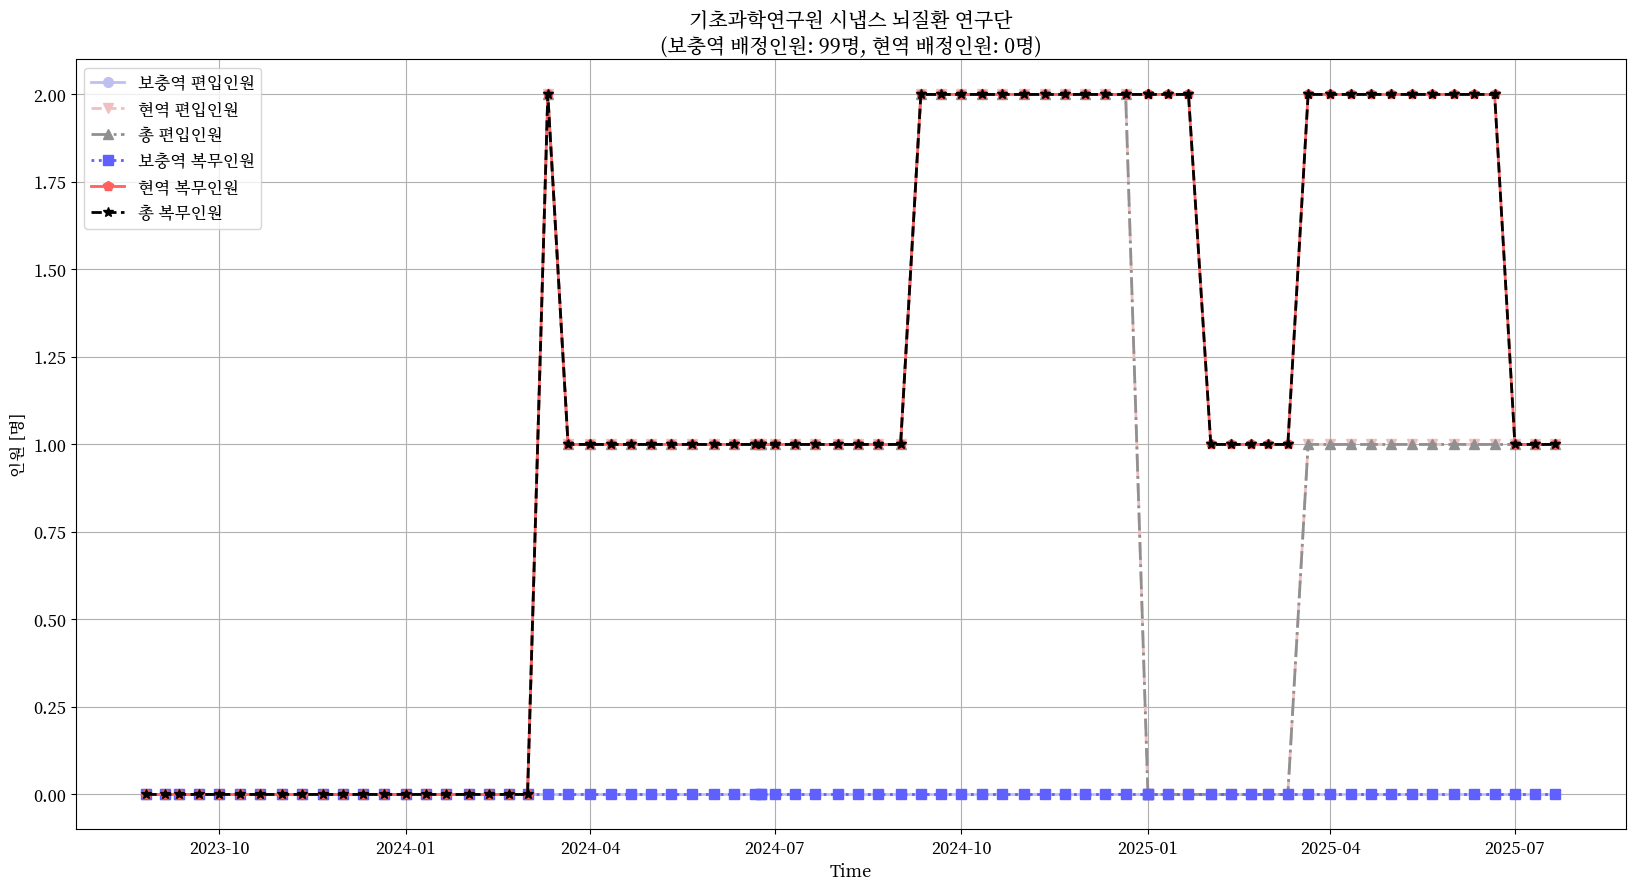 기초과학연구원 시냅스 뇌질환 연구단
(보충역 배정인원: 99명, 현역 배정인원: 0명)
보충역 편입인원
현역 편입인원
총 편입인원
보충역 복무인원
현역 복무인원
총 복무인원
2.00
1.75
1.50
1.25
1.00
0.75
0.50
0.25
0.00
인원 [명]
2023-10
2024-01
2024-04
2024-07
2024-10
2025-01
2025-04
2025-07
Time